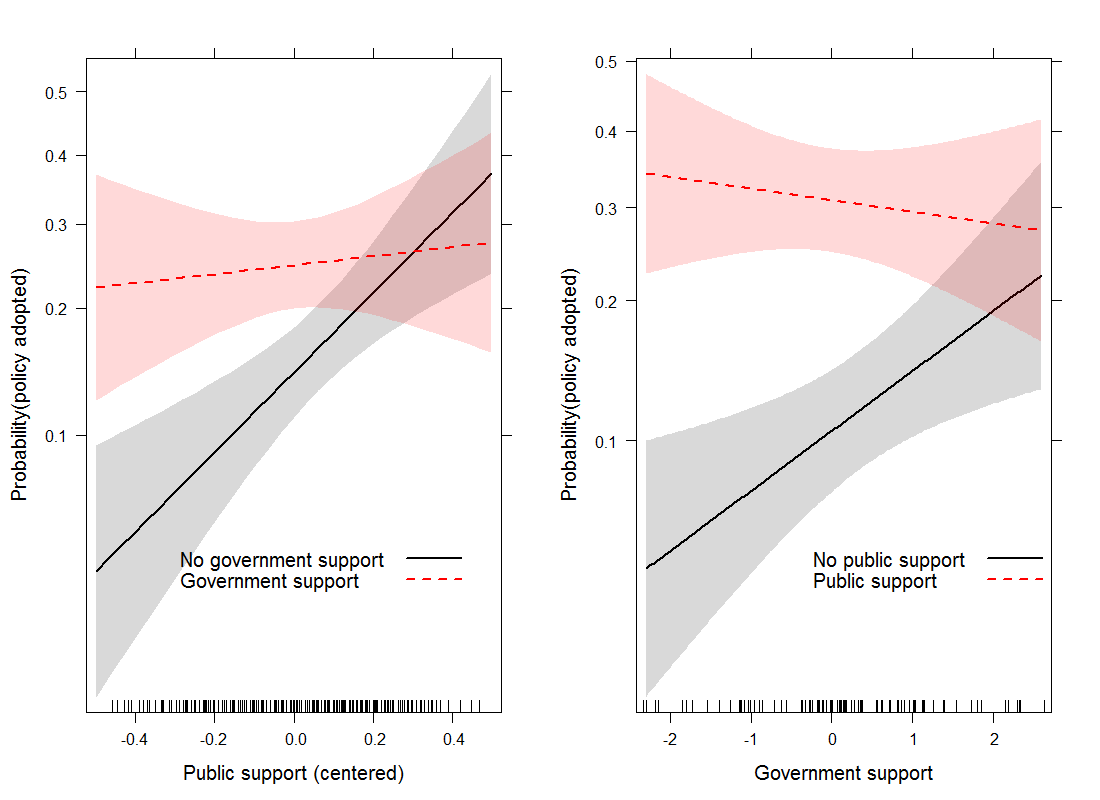 Probability(policy adopted)
0.5
0.4
0.3
0.2
0.1
No government support
Government support
-0.4
-0.2
0.0
0.2
0.4
Public support (centered)
Probability(policy adopted)
0.5
0.4
0.3
0.2
0.1
No public support
Public support
-2
-1
0
1
2
Government support